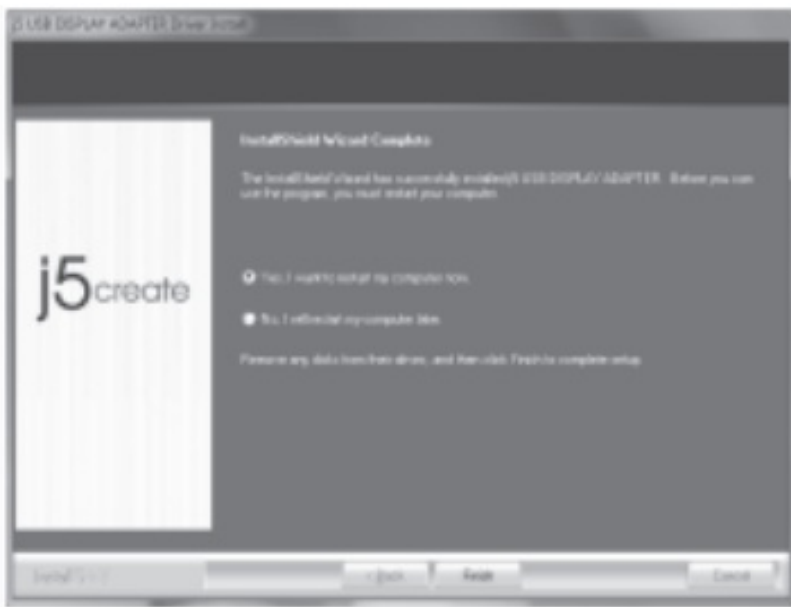 j5 USB DISPLAY ADAPTER Driver Install
InstallShield Wizard Complete
The InstallShield Wizard has successfully installed j5 USB DISPLAY ADAPTER. Before you can
use the program, you must restart your computer.
j5create
Yes, I want to restart my computer now.
No, I will restart my computer later.
Remove any disks from their drives, and then click Finish to complete setup.
InstallShield
< Back
Finish
Cancel